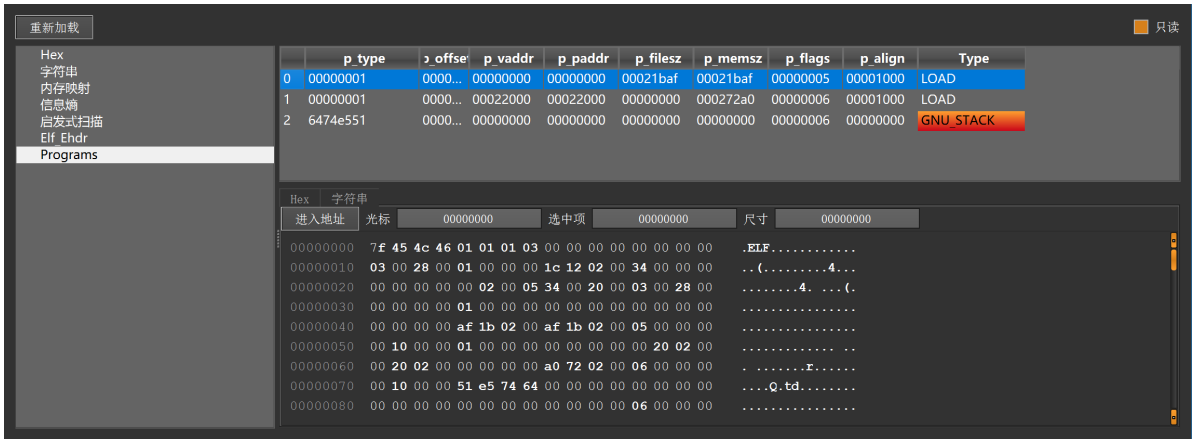 重新加载
只读
Hex
字符串
内存映射
信息熵
启发式扫描
Elf_Ehdr
Programs
p_type p_offset p_vaddr p_paddr p_filesz p_memsz p_flags p_align Type
0 00000001 0000... 00000000 00000000 00021baf 00021baf 00000005 00001000 LOAD
1 00000001 0000... 00022000 00022000 00000000 000272a0 00000006 00001000 LOAD
2 6474e551 0000... 00000000 00000000 00000000 00000000 00000006 00000000 GNU_STACK
Hex 字符串
进入地址 光标 00000000 选中项 00000000 尺寸 00000000
00000000 7f 45 4c 46 01 01 01 03 00 00 00 00 00 00 00 00 .ELF............
00000010 03 00 28 00 01 00 00 00 1c 12 02 00 34 00 00 00 ..(.........4...
00000020 00 00 00 00 00 02 00 05 34 00 20 00 03 00 28 00 ........4. ...(.
00000030 00 00 00 00 01 00 00 00 00 00 00 00 00 00 00 00 ................
00000040 00 00 00 00 af 1b 02 00 af 1b 02 00 05 00 00 00 ................
00000050 00 10 00 00 01 00 00 00 00 00 00 00 00 20 02 00 ............. ..
00000060 00 20 02 00 00 00 00 00 a0 72 02 00 06 00 00 00 . .......r......
00000070 00 10 00 00 51 e5 74 64 00 00 00 00 00 00 00 00 ....Q.td........
00000080 00 00 00 00 00 00 00 00 00 00 00 00 06 00 00 00 ................